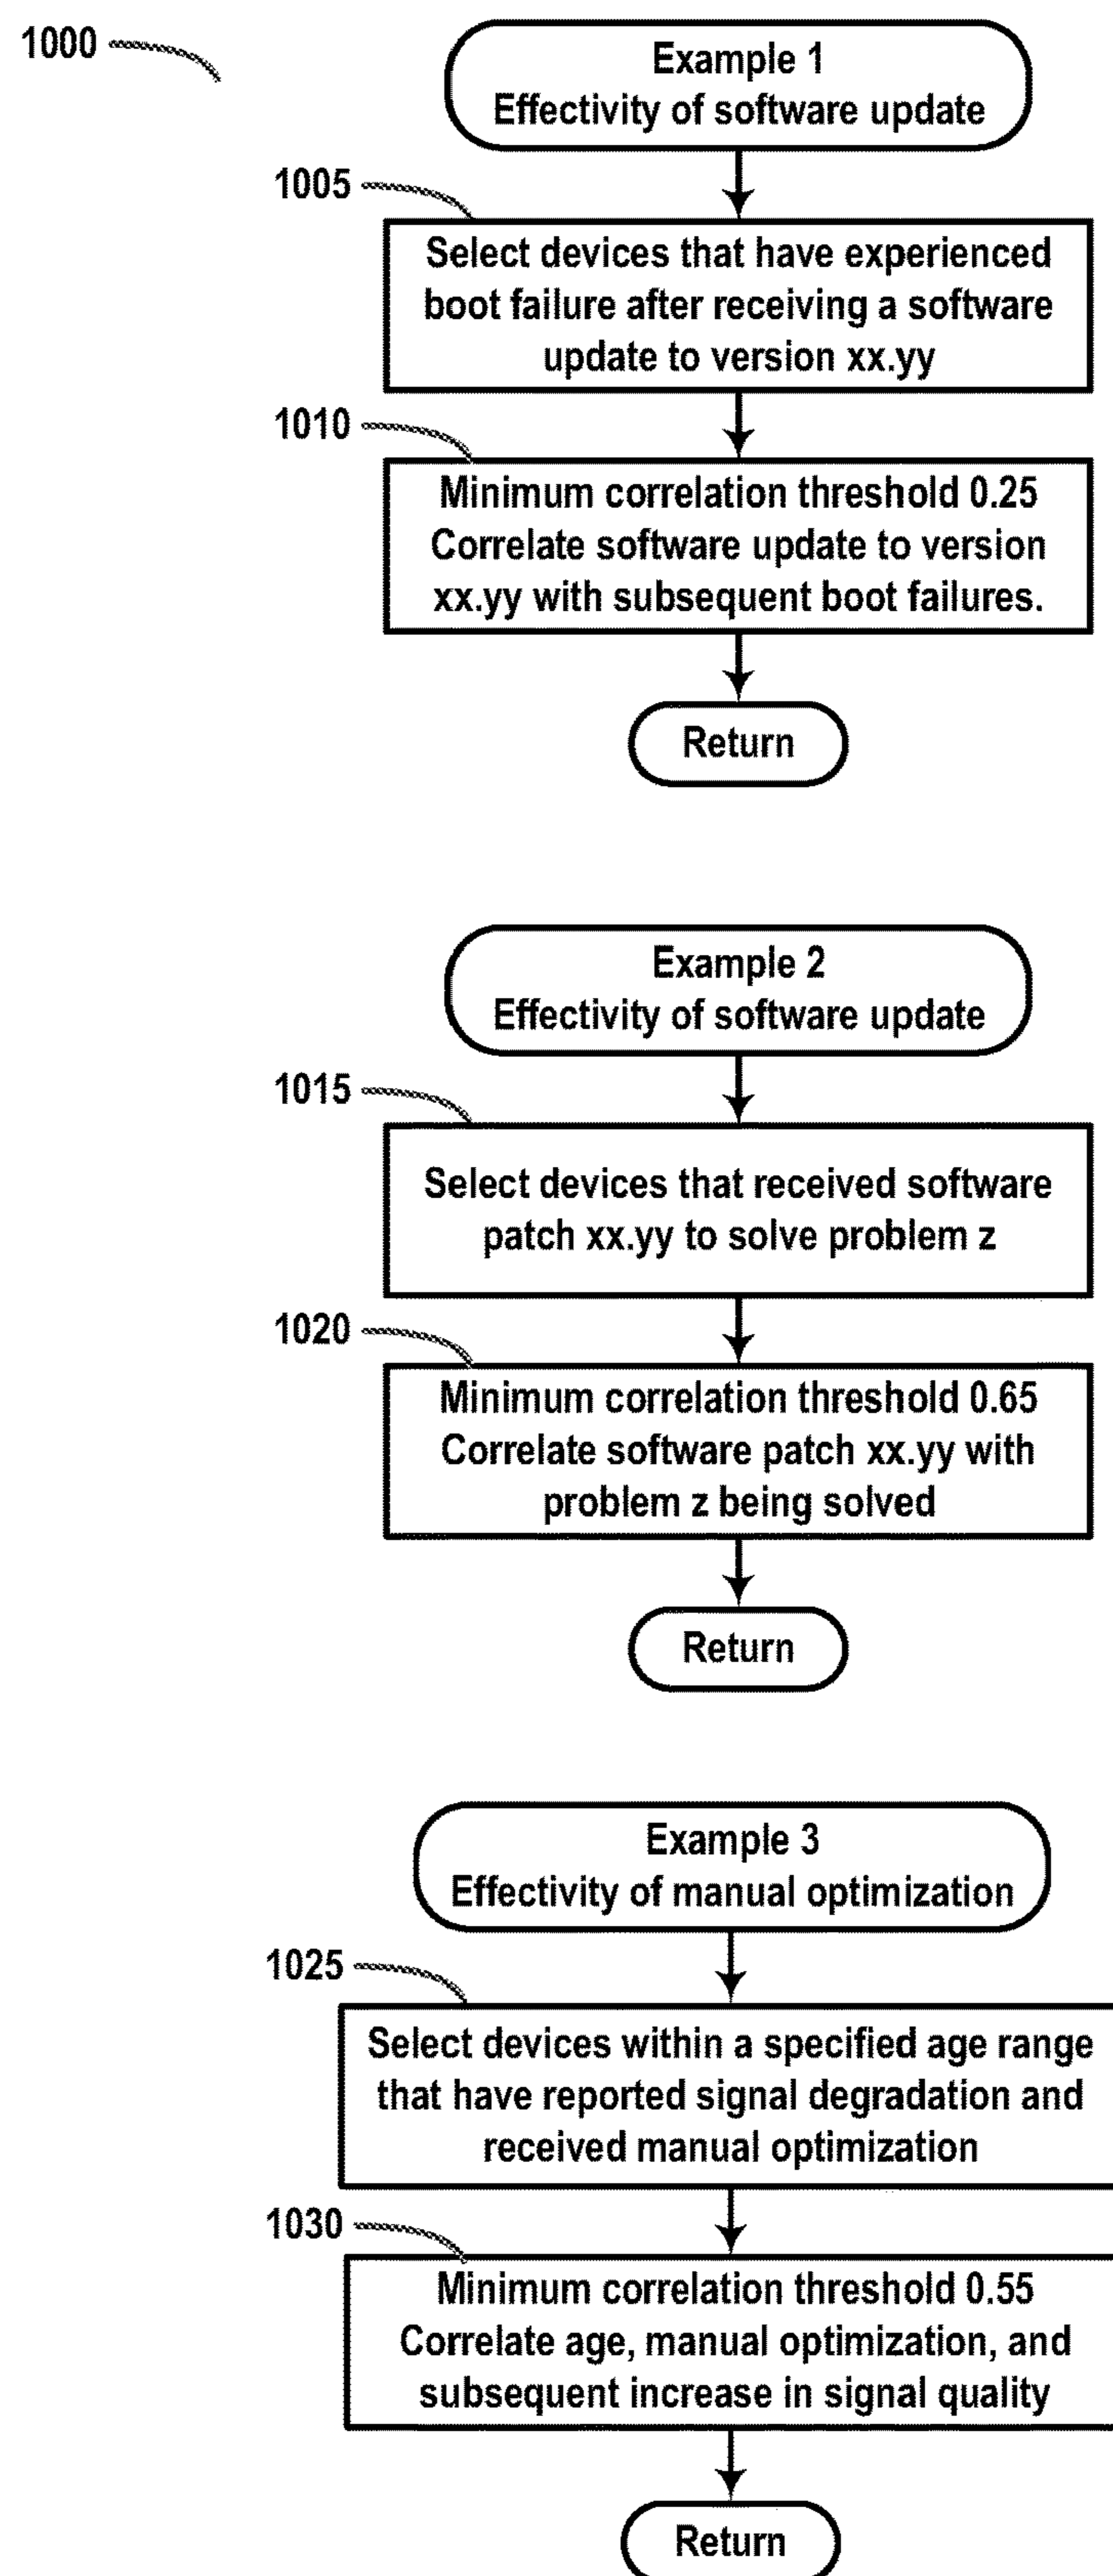 1000
Example 1
Effectivity of software update
1005
Select devices that have experienced
boot failure after receiving a software
update to version xx.yy
1010
Minimum correlation threshold 0.25
Correlate software update to version
xx.yy with subsequent boot failures.
Return
Example 2
Effectivity of software update
1015
Select devices that received software
patch xx.yy to solve problem z
1020
Minimum correlation threshold 0.65
Correlate software patch xx.yy with
problem z being solved
Return
Example 3
Effectivity of manual optimization
1025
Select devices within a specified age range
that have reported signal degradation and
received manual optimization
1030
Minimum correlation threshold 0.55
Correlate age, manual optimization, and
subsequent increase in signal quality
Return